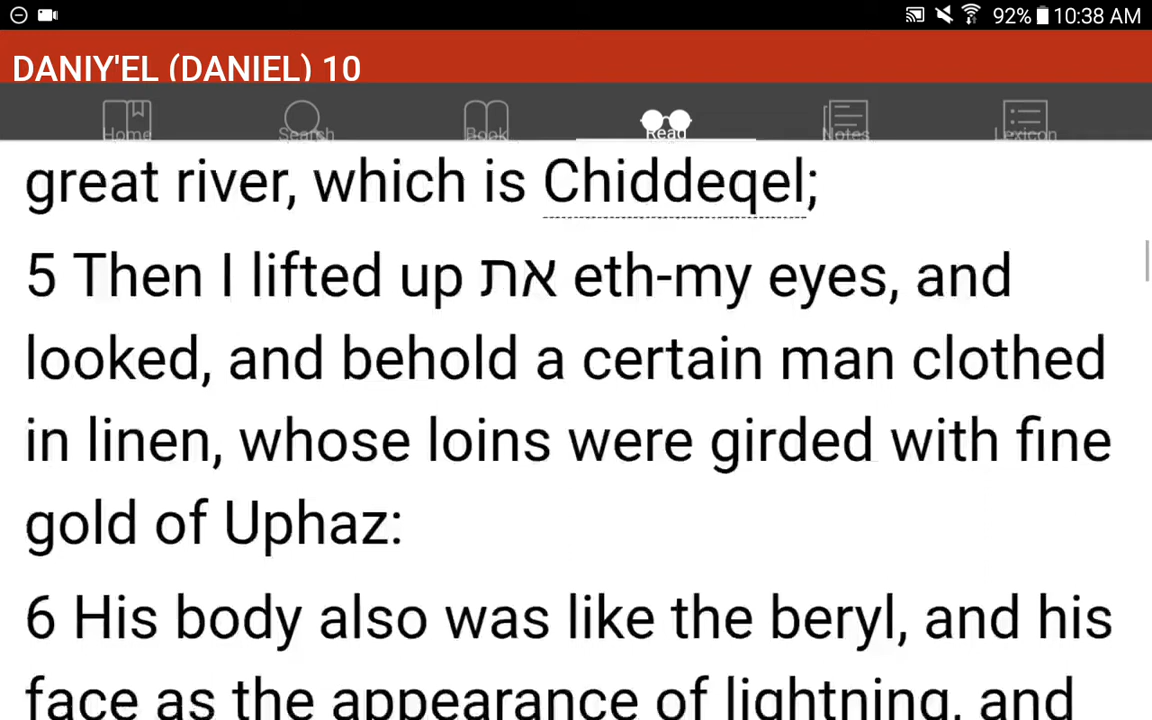 92% 10:38 AM
DANIY'EL (DANIEL) 10
Home Search Book Read Notes Lexicon
great river, which is Chiddeqel;
5 Then I lifted up את eth-my eyes, and
looked, and behold a certain man clothed
in linen, whose loins were girded with fine
gold of Uphaz:
6 His body also was like the beryl, and his
face as the appearance of lightning, and